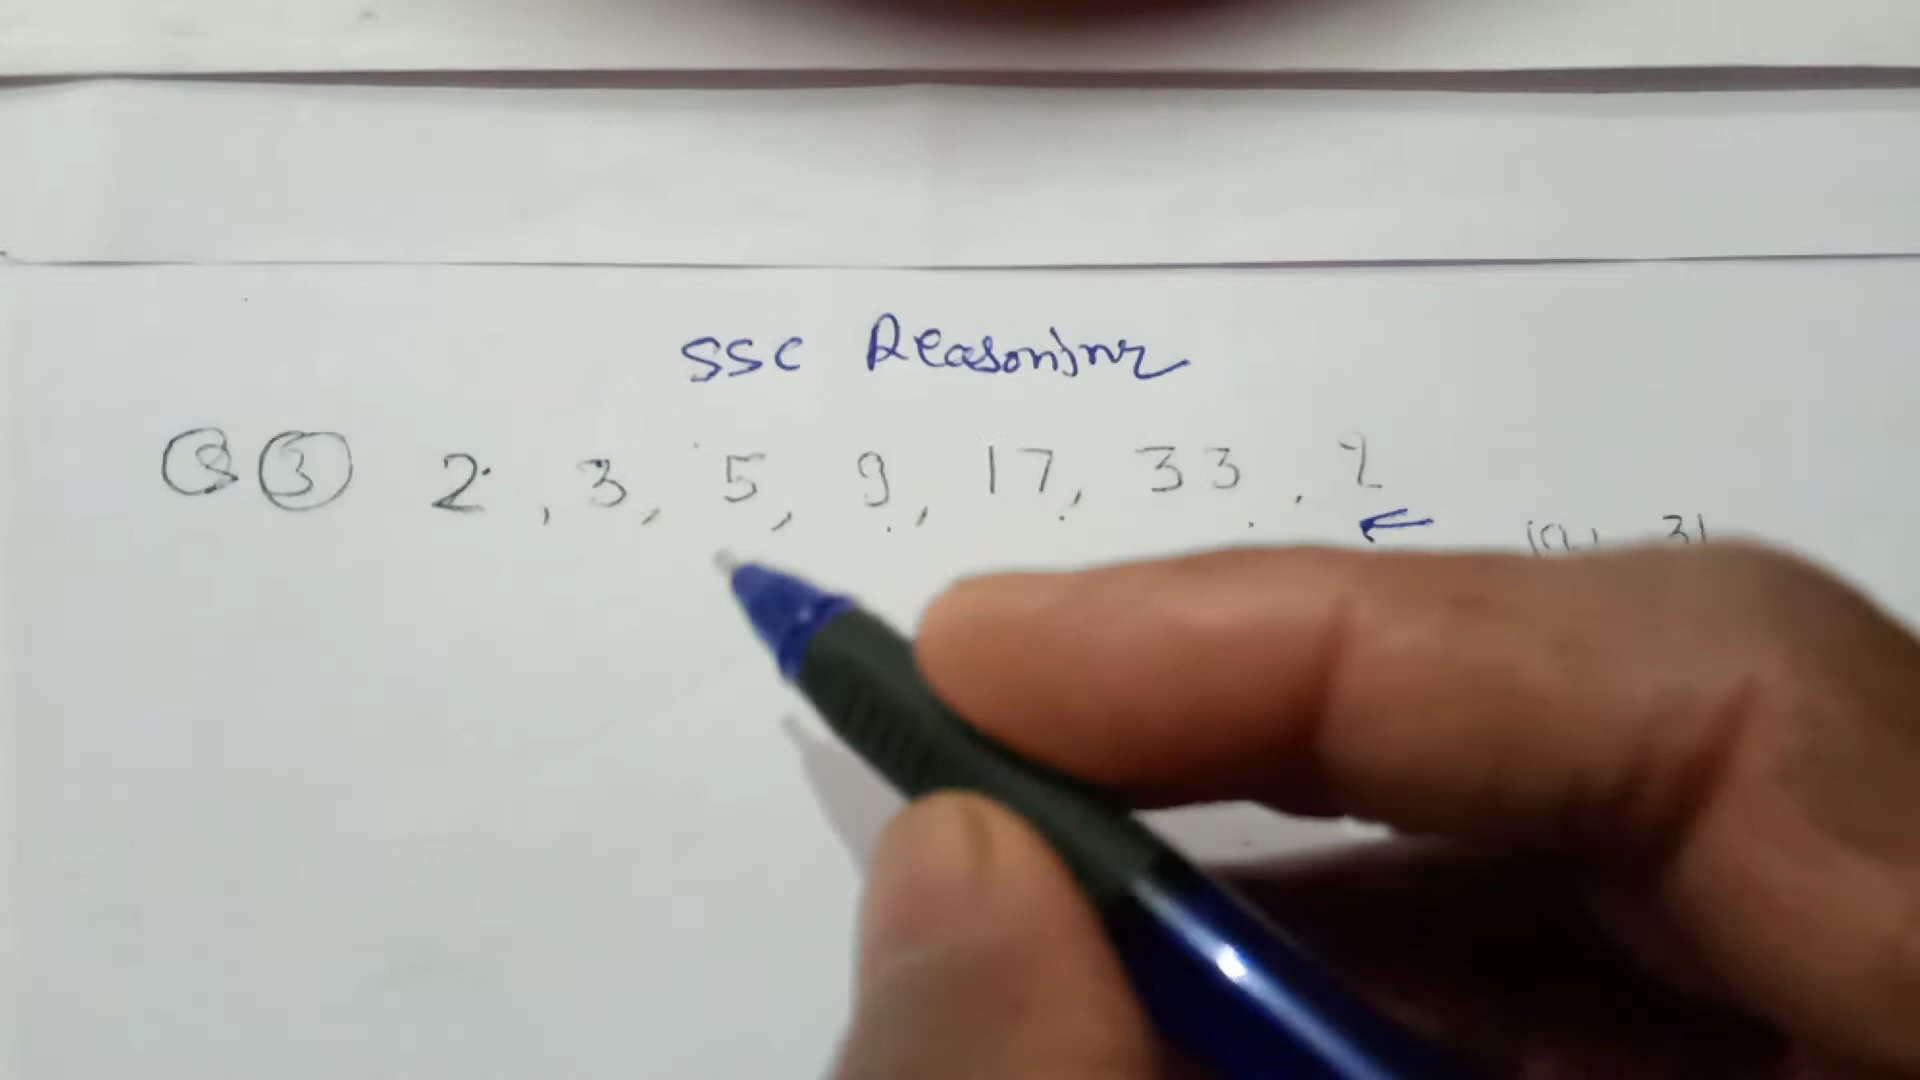 SSC Reasoning
Q 3 2, 3, 5, 9, 17, 33, ?